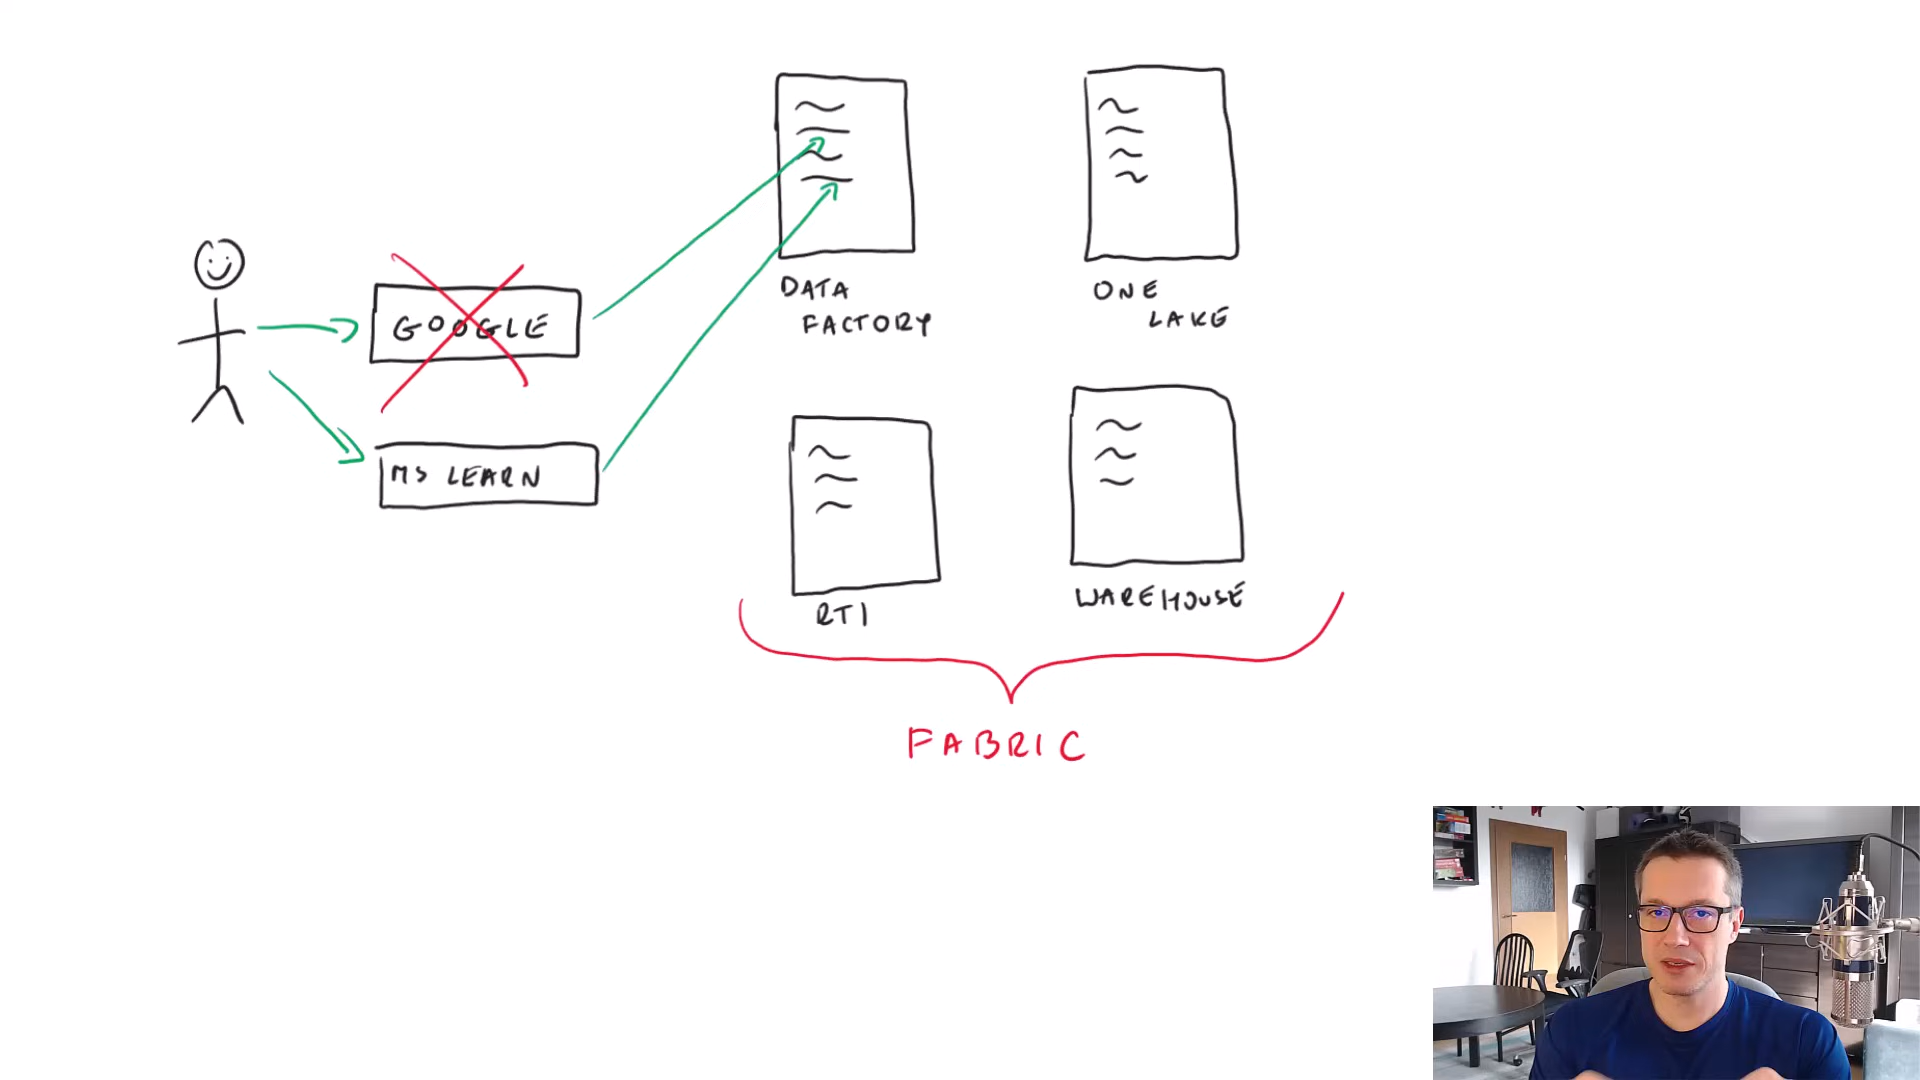 DATA
FACTORY
ONE
LAKE
GOOGLE
MS LEARN
RTI
WAREHOUSE
FABRIC